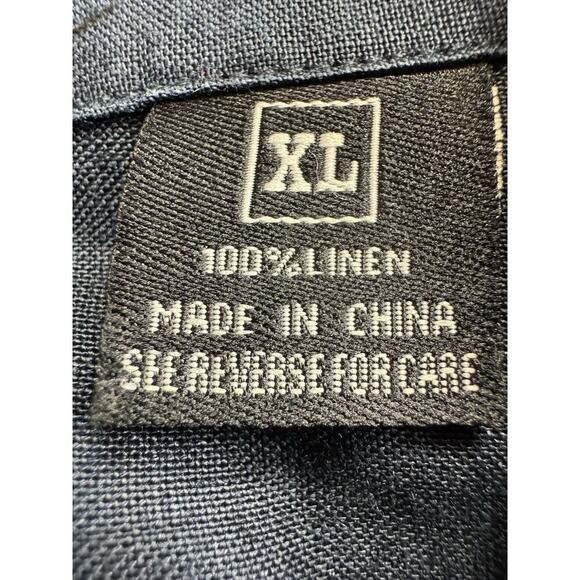 XL
100% LINEN
MADE IN CHINA
SEE REVERSE FOR CARE